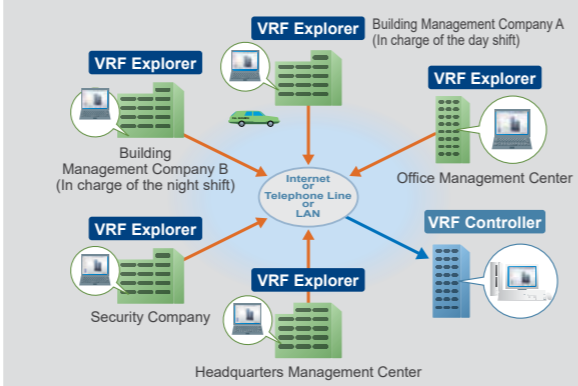 VRF Explorer
Building Management Company A
(In charge of the day shift)
VRF Explorer
VRF Explorer
Building
Management Company B
(In charge of the night shift)
Office Management Center
Internet
or
Telephone Line
or
LAN
VRF Explorer
VRF Controller
Security Company
VRF Explorer
Headquarters Management Center